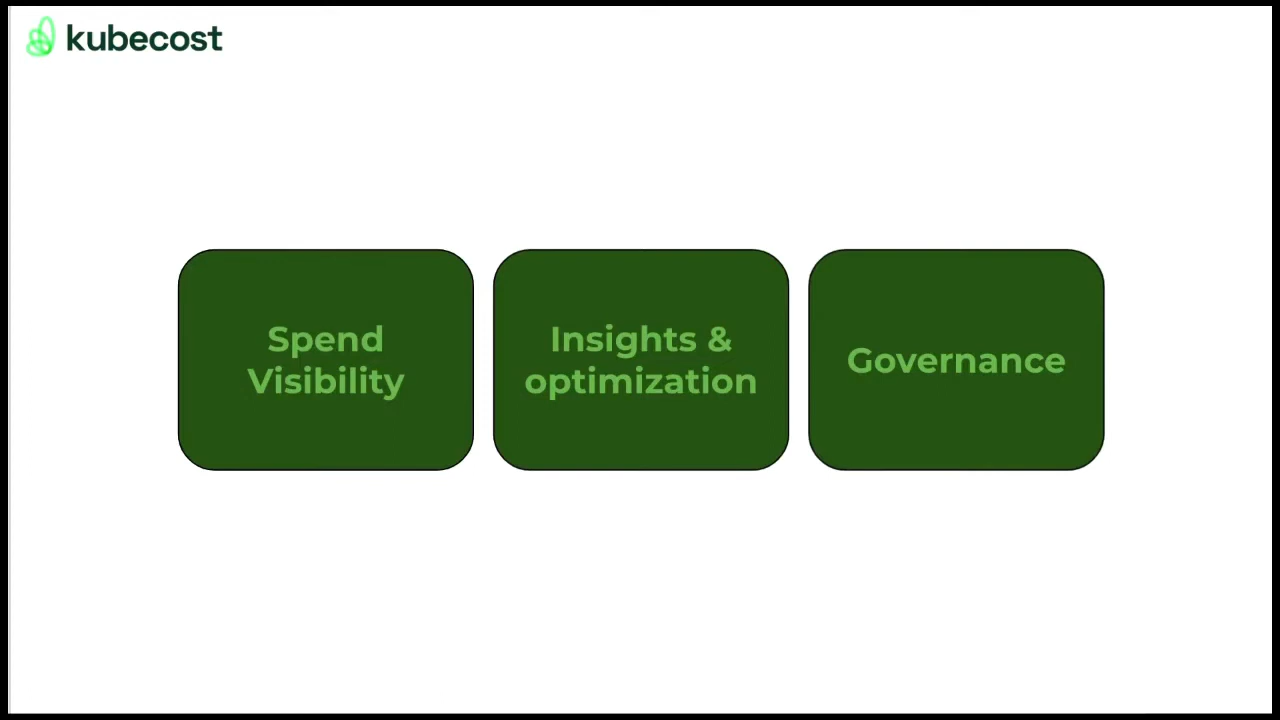 kubecost
Spend
Visibility
Insights &
optimization
Governance